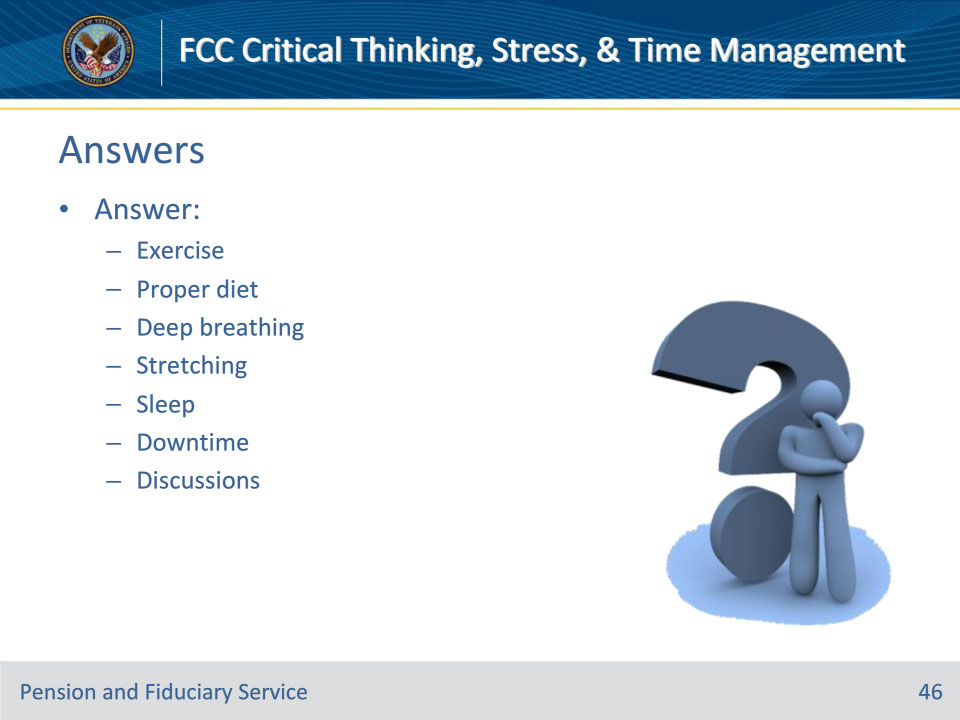 FCC Critical Thinking, Stress, & Time Management
Answers
• Answer:
– Exercise
– Proper diet
– Deep breathing
– Stretching
– Sleep
– Downtime
– Discussions
Pension and Fiduciary Service
46